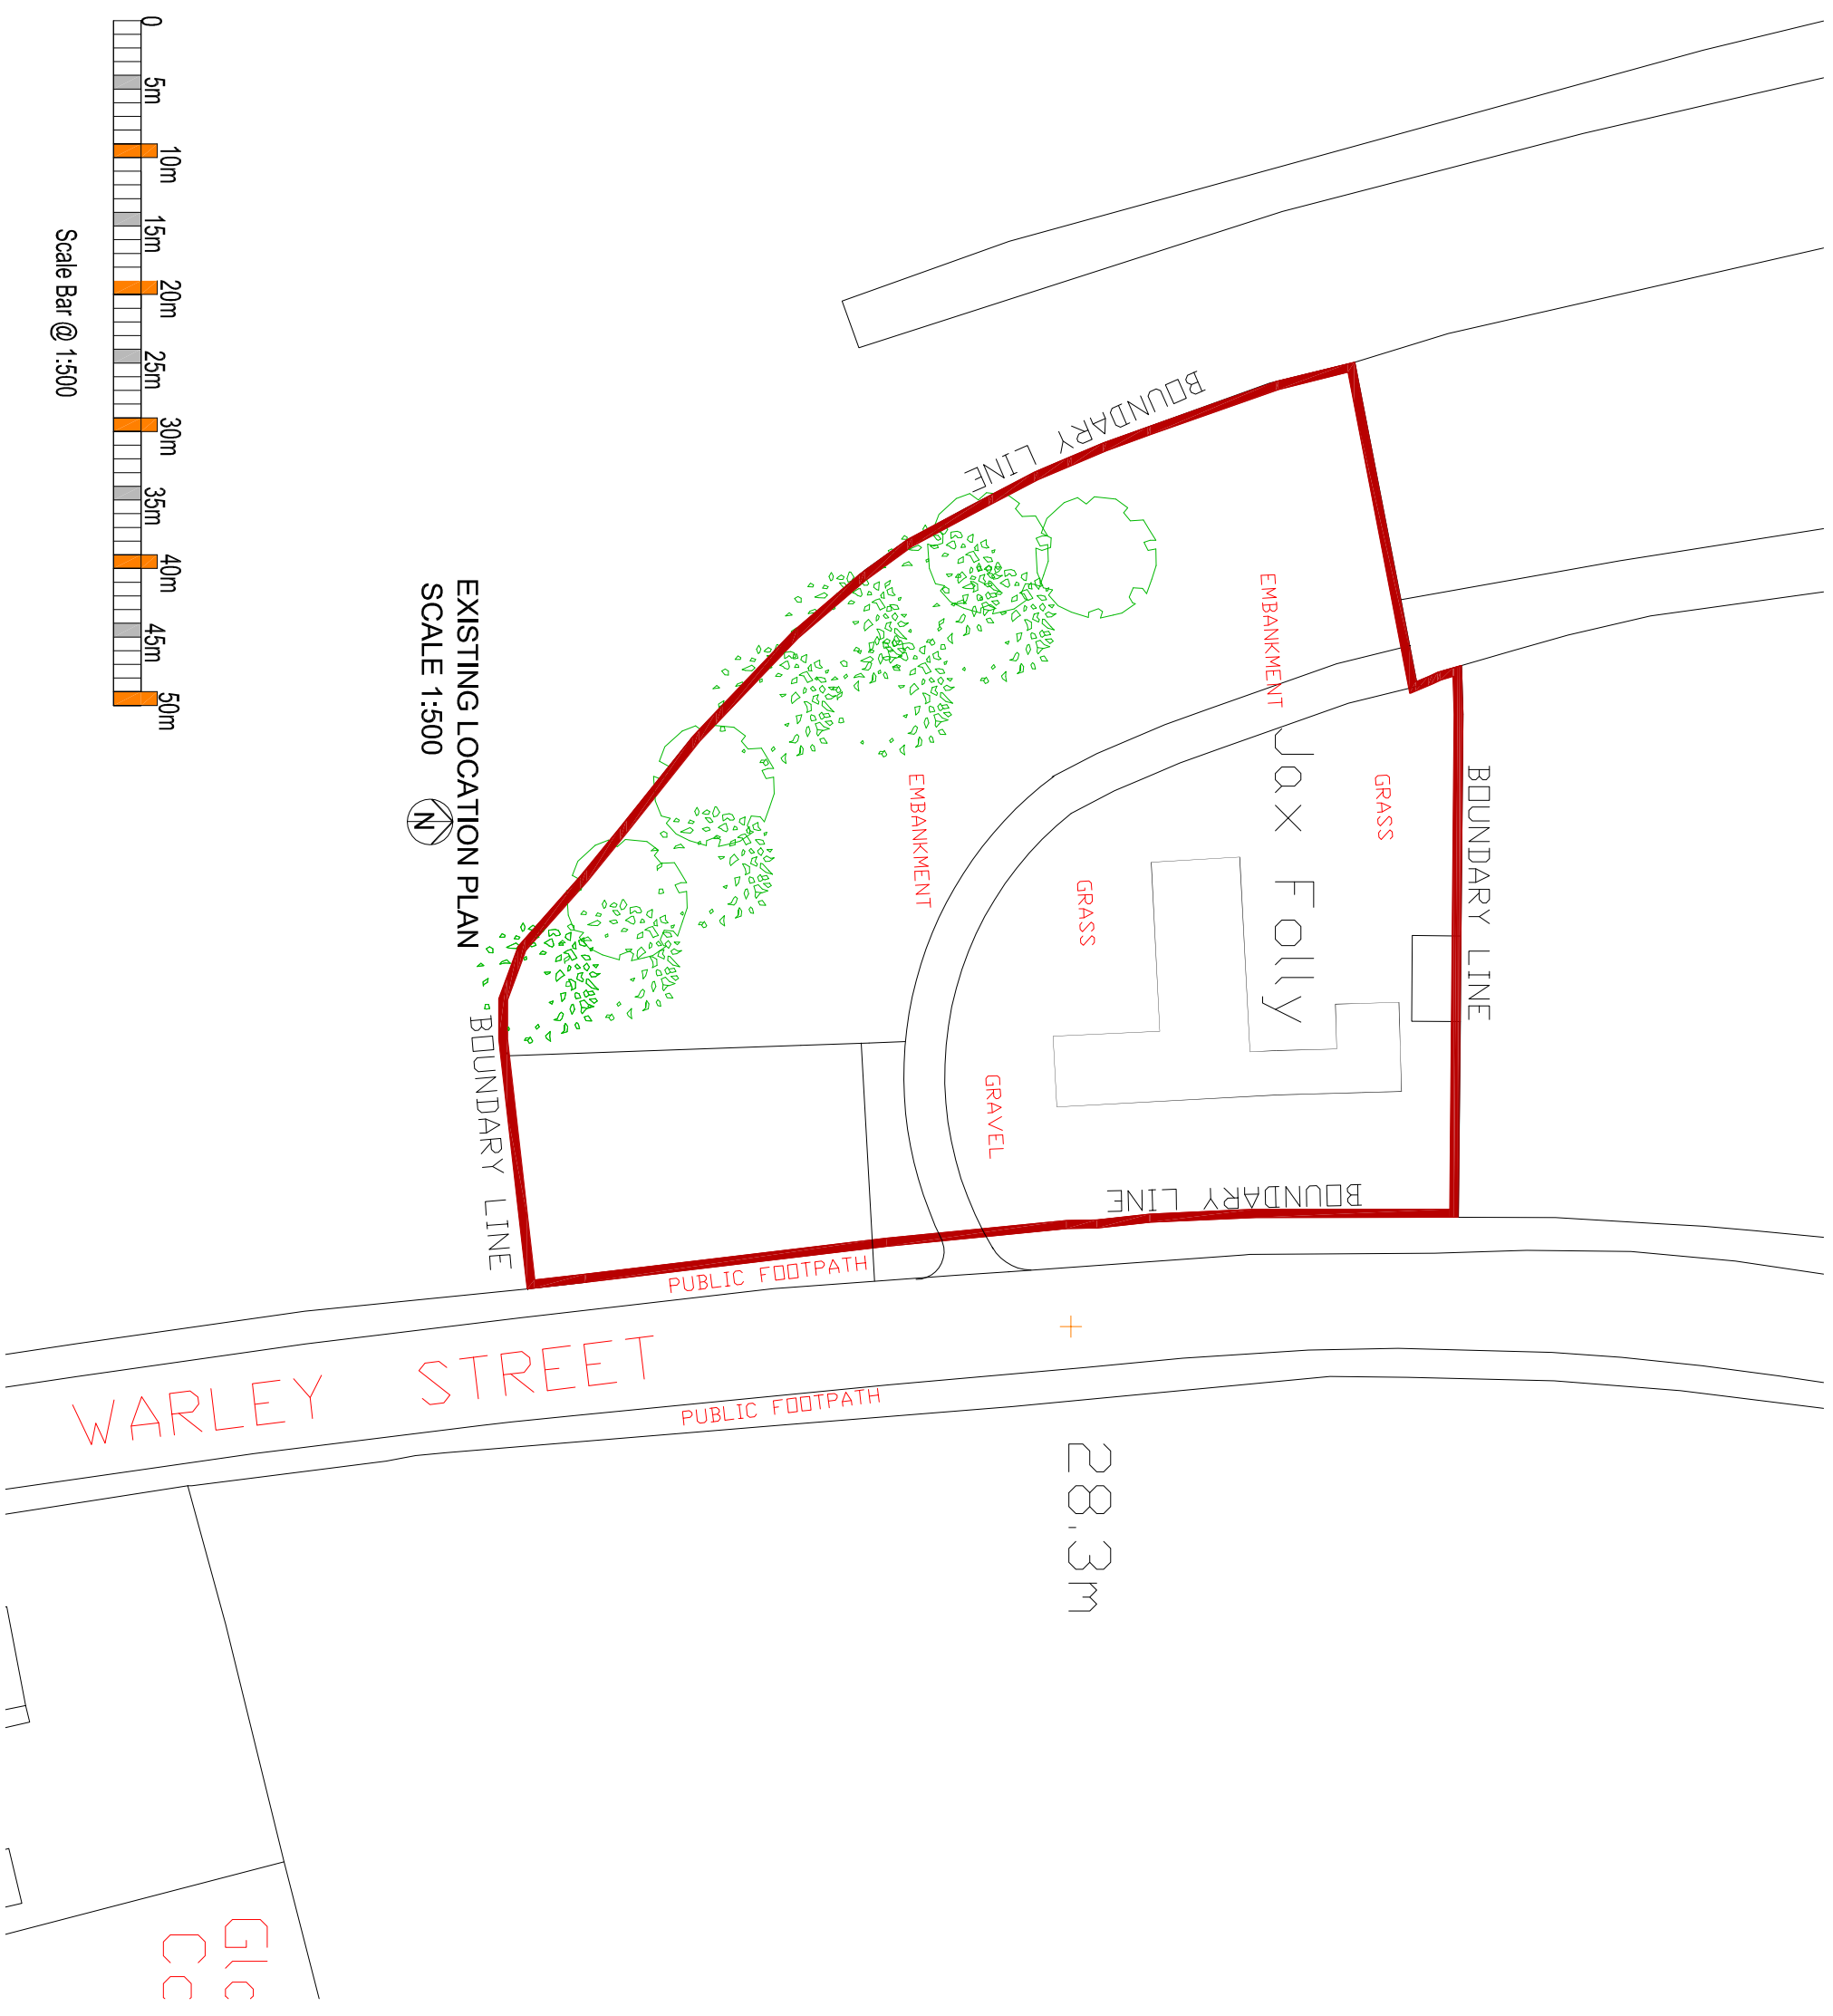 0
5m
10m
15m
20m
25m
30m
35m
40m
45m
50m
Scale Bar @ 1:500
EXISTING LOCATION PLAN
SCALE 1:500
N
BOUNDARY LINE
EMBANKMENT
EMBANKMENT
Jax Folly
GRASS
GRASS
GRAVEL
BOUNDARY LINE
BOUNDARY LINE
BOUNDARY LINE
PUBLIC FOOTPATH
WARLEY STREET
PUBLIC FOOTPATH
28.3m